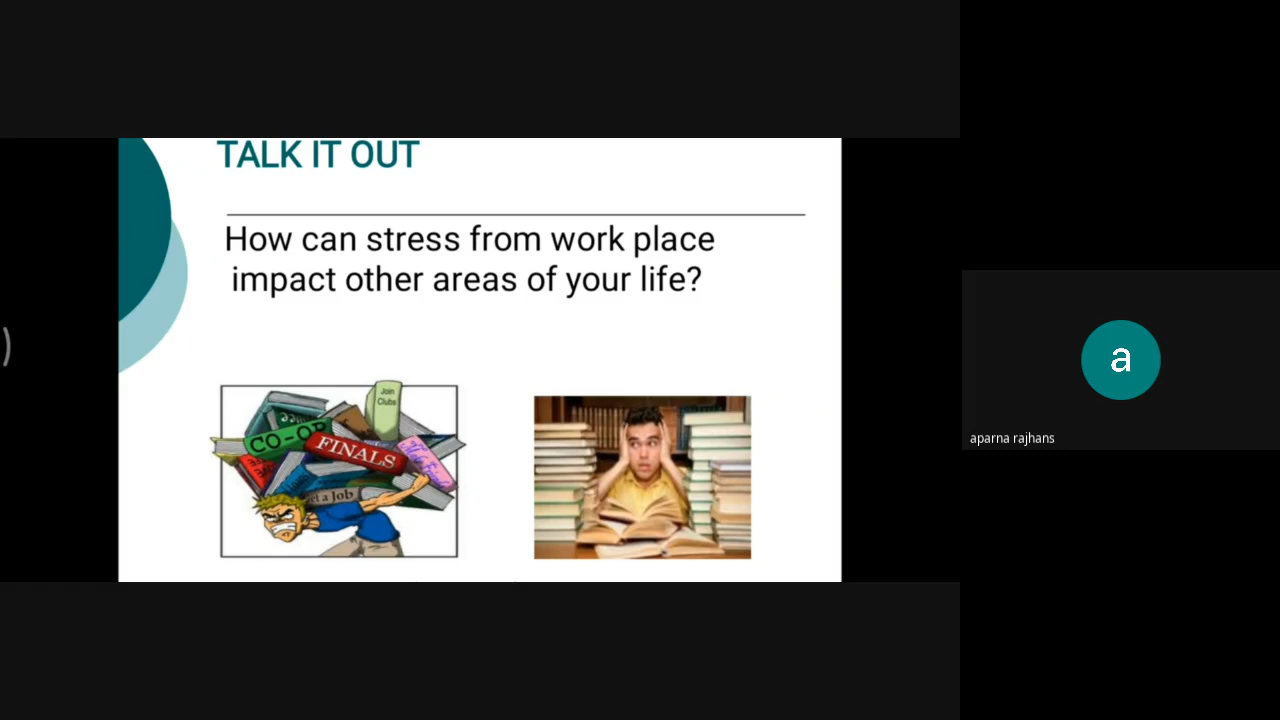 TALK IT OUT
How can stress from work place
impact other areas of your life?
Join
Clubs
CO-OP
FINALS
et a Job
a
aparna rajhans